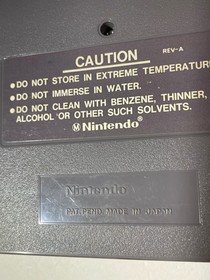 CAUTION
REV-A
●DO NOT STORE IN EXTREME TEMPERATUR
●DO NOT IMMERSE IN WATER.
●DO NOT CLEAN WITH BENZENE, THINNER,
ALCOHOL OR OTHER SUCH SOLVENTS.
Ⓜ Nintendo®
Nintendo
PAT.PEND. MADE IN JAPAN